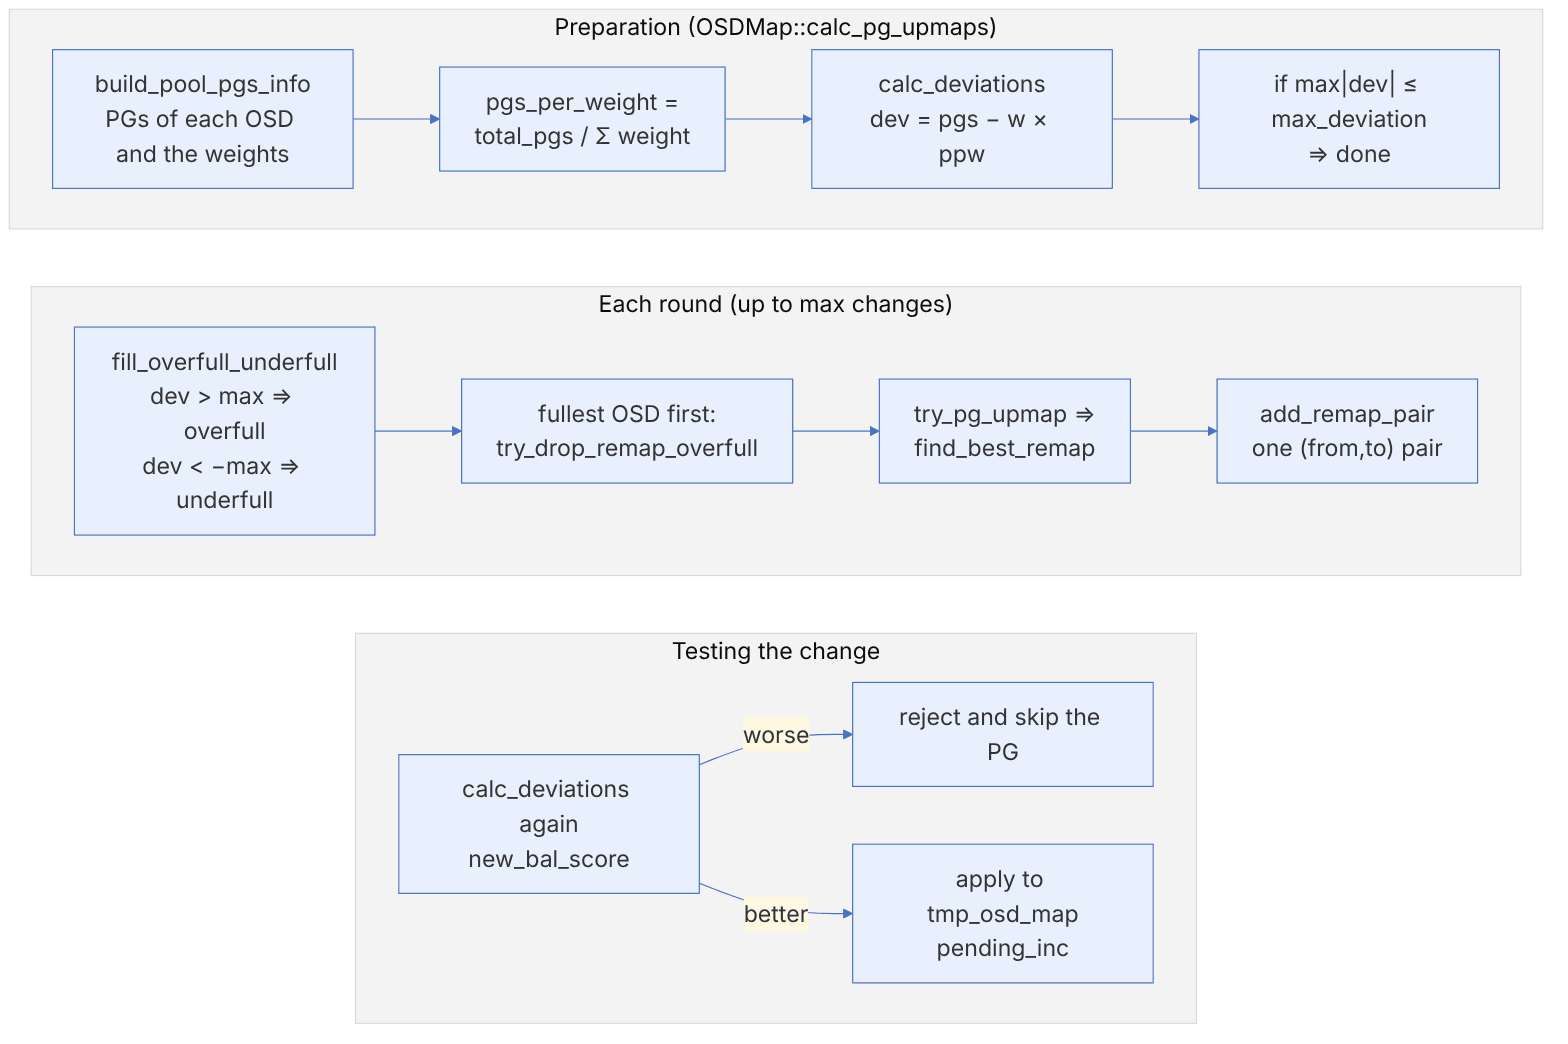 Preparation (OSDMap::calc_pg_upmaps)
build_pool_pgs_info
PGs of each OSD
and the weights
pgs_per_weight =
total_pgs / Σ weight
calc_deviations
dev = pgs − w ×
ppw
if max|dev| ≤
max_deviation
⇒ done
Each round (up to max changes)
fill_overfull_underfull
dev > max ⇒
overfull
dev < −max ⇒
underfull
fullest OSD first:
try_drop_remap_overfull
try_pg_upmap ⇒
find_best_remap
add_remap_pair
one (from,to) pair
Testing the change
calc_deviations
again
new_bal_score
worse
reject and skip the
PG
better
apply to
tmp_osd_map
pending_inc